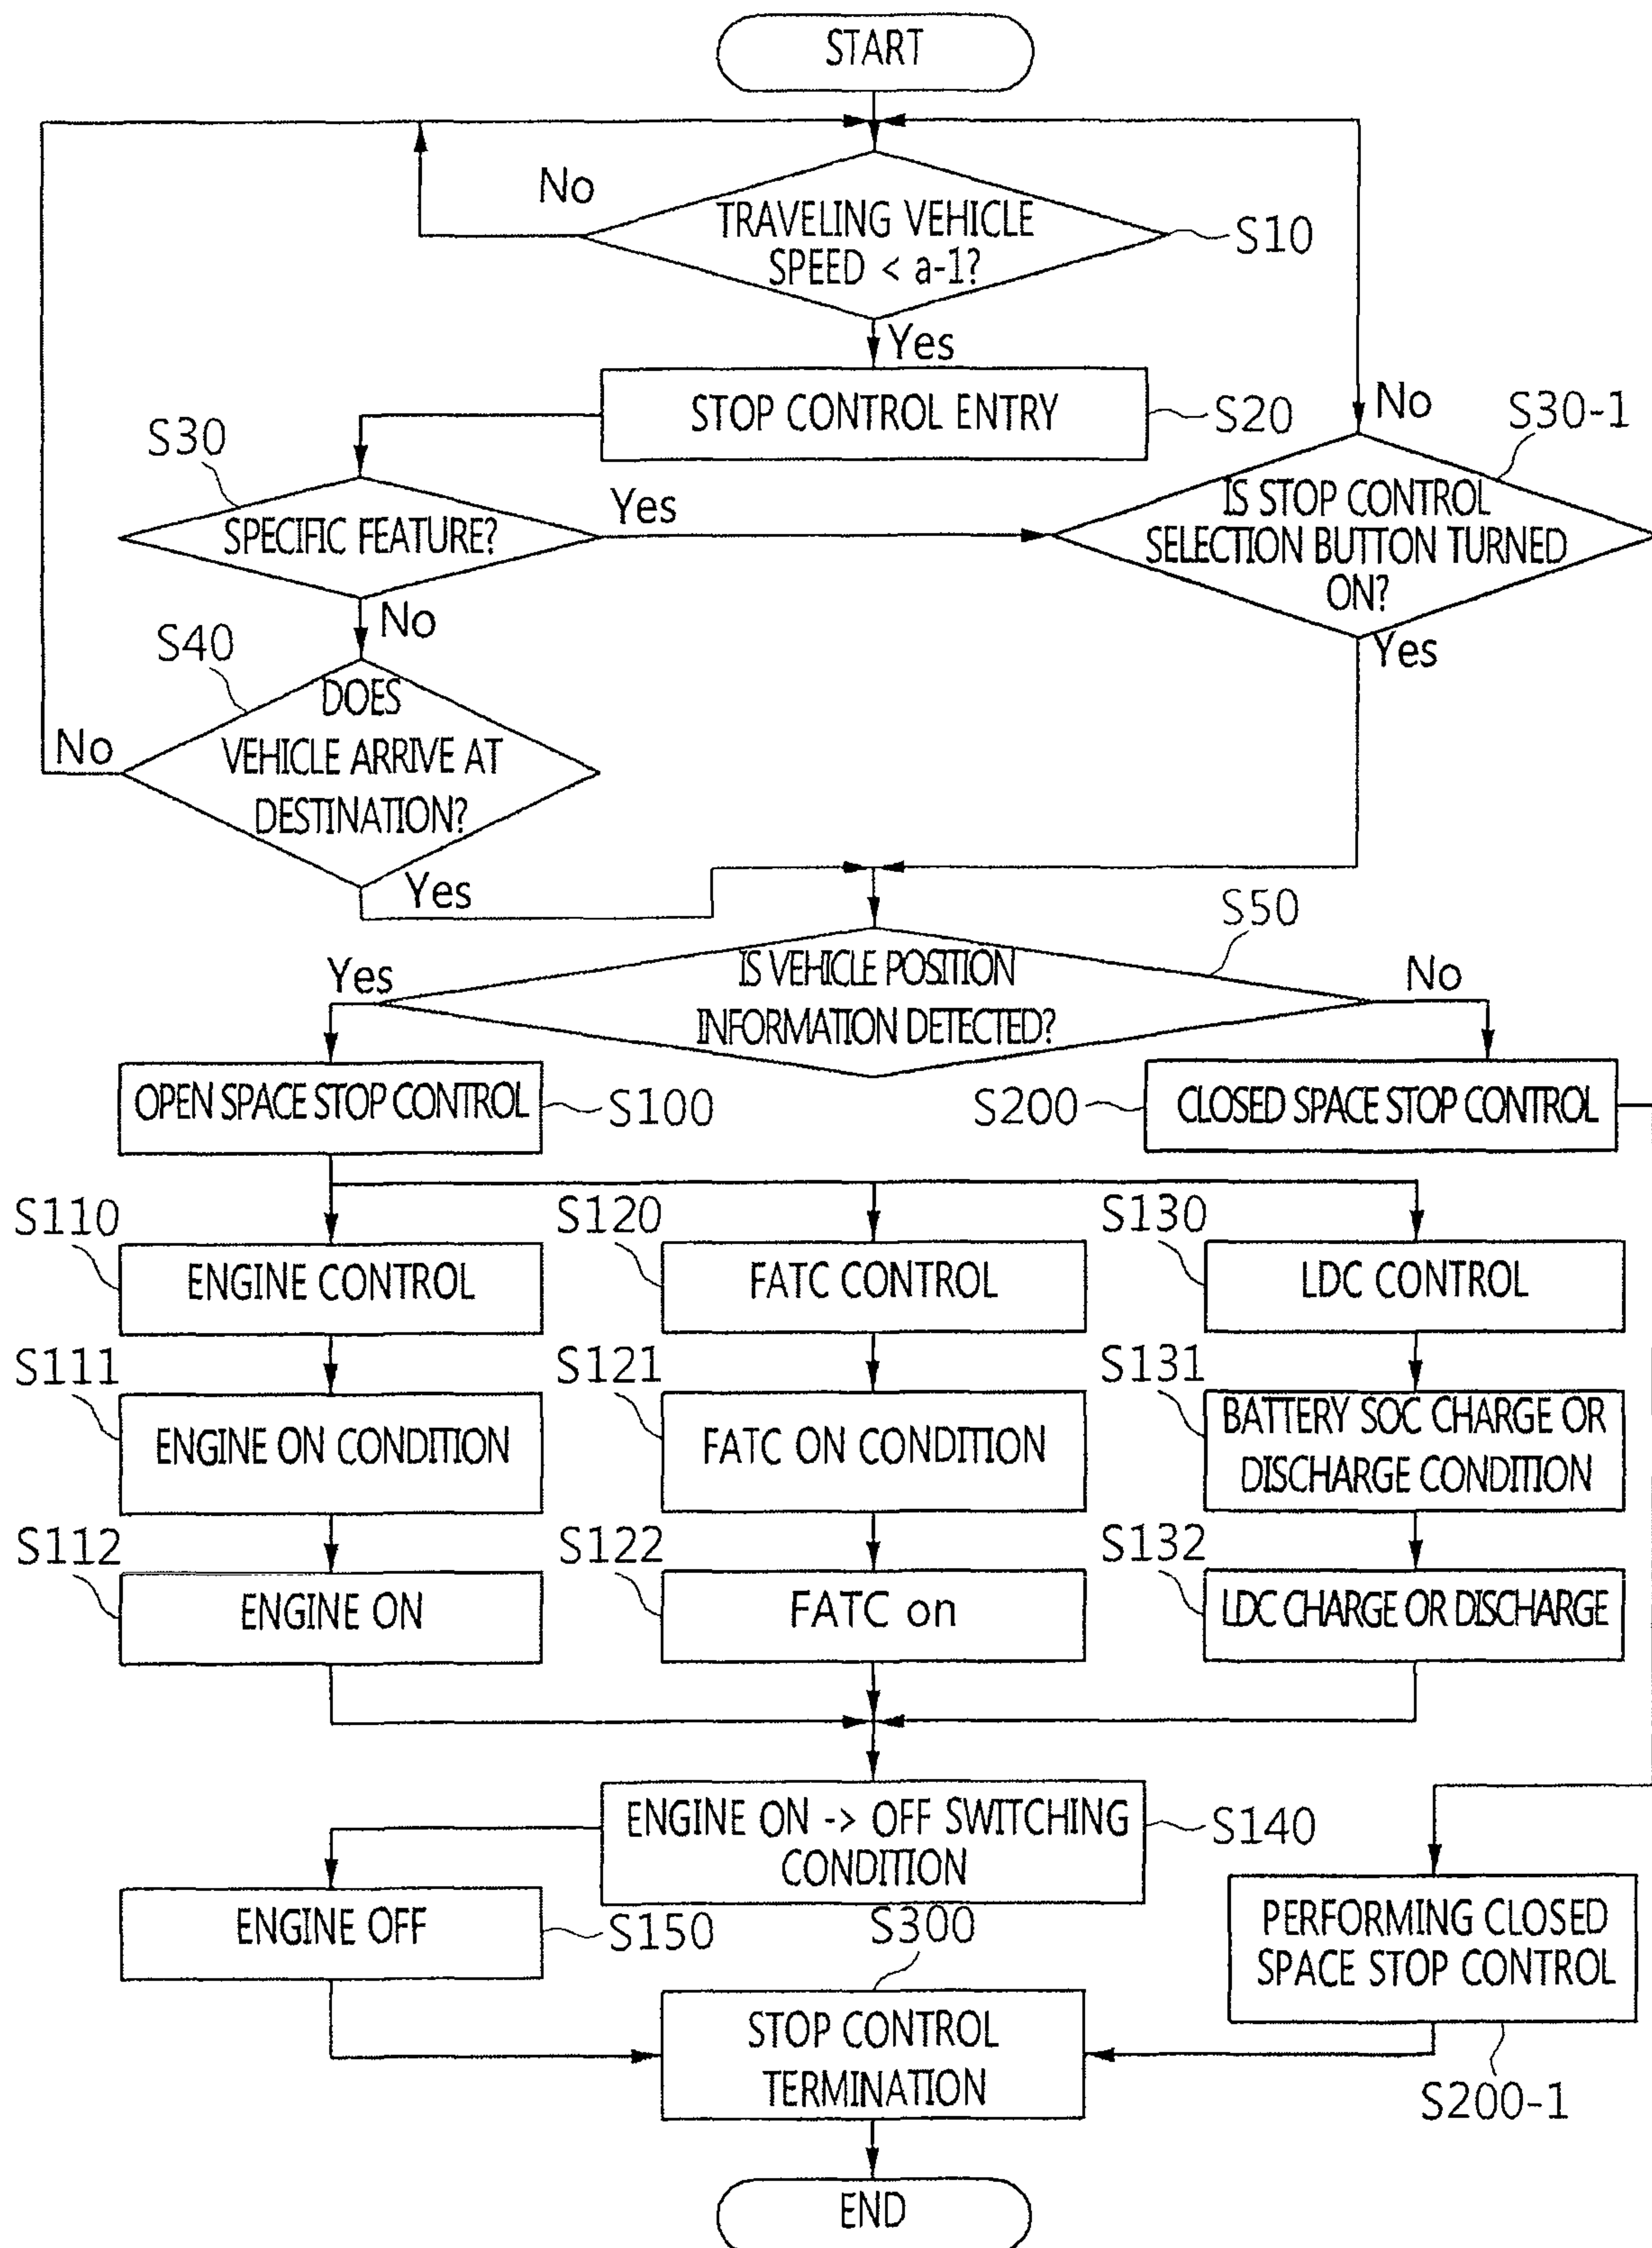 START
No
TRAVELING VEHICLE
SPEED < a-1?
S10
Yes
STOP CONTROL ENTRY
S20
No
S30-1
S30
SPECIFIC FEATURE?
Yes
IS STOP CONTROL
SELECTION BUTTON TURNED
ON?
No
Yes
S40
DOES
VEHICLE ARRIVE AT
DESTINATION?
No
Yes
S50
IS VEHICLE POSITION
INFORMATION DETECTED?
Yes
No
OPEN SPACE STOP CONTROL
S100
S200
CLOSED SPACE STOP CONTROL
S110
ENGINE CONTROL
S120
FATC CONTROL
S130
LDC CONTROL
S111
ENGINE ON CONDITION
S121
FATC ON CONDITION
S131
BATTERY SOC CHARGE OR
DISCHARGE CONDITION
S112
ENGINE ON
S122
FATC on
S132
LDC CHARGE OR DISCHARGE
ENGINE ON -> OFF SWITCHING
CONDITION
S140
ENGINE OFF
S150
S300
STOP CONTROL
TERMINATION
PERFORMING CLOSED
SPACE STOP CONTROL
S200-1
END